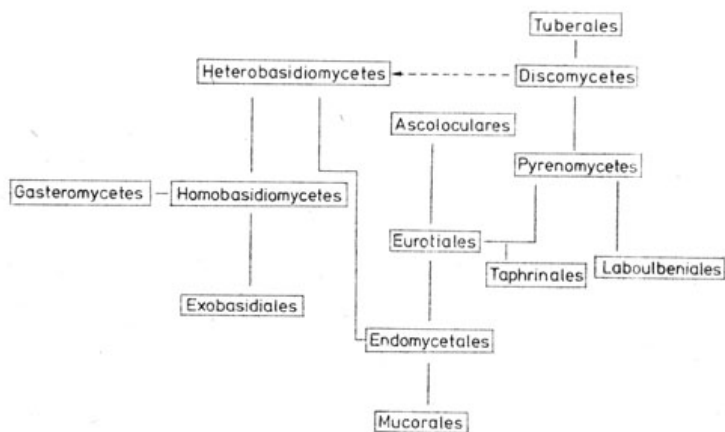 Tuberales
Heterobasidiomycetes
Discomycetes
Ascoloculares
Pyrenomycetes
Gasteromycetes
Homobasidiomycetes
Eurotiales
Taphrinales
Laboulbeniales
Exobasidiales
Endomycetales
Mucorales